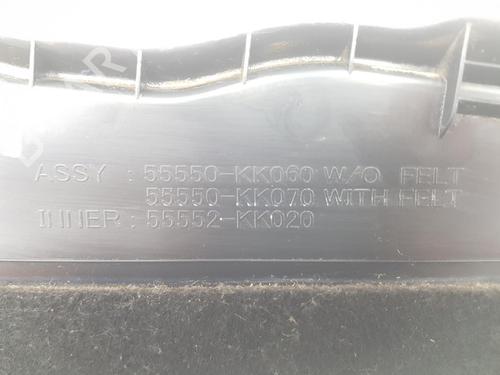 ASSY : 55550-KK060 W/O FELT
55550-KK070 WITH FELT
INNER : 55552-KK020